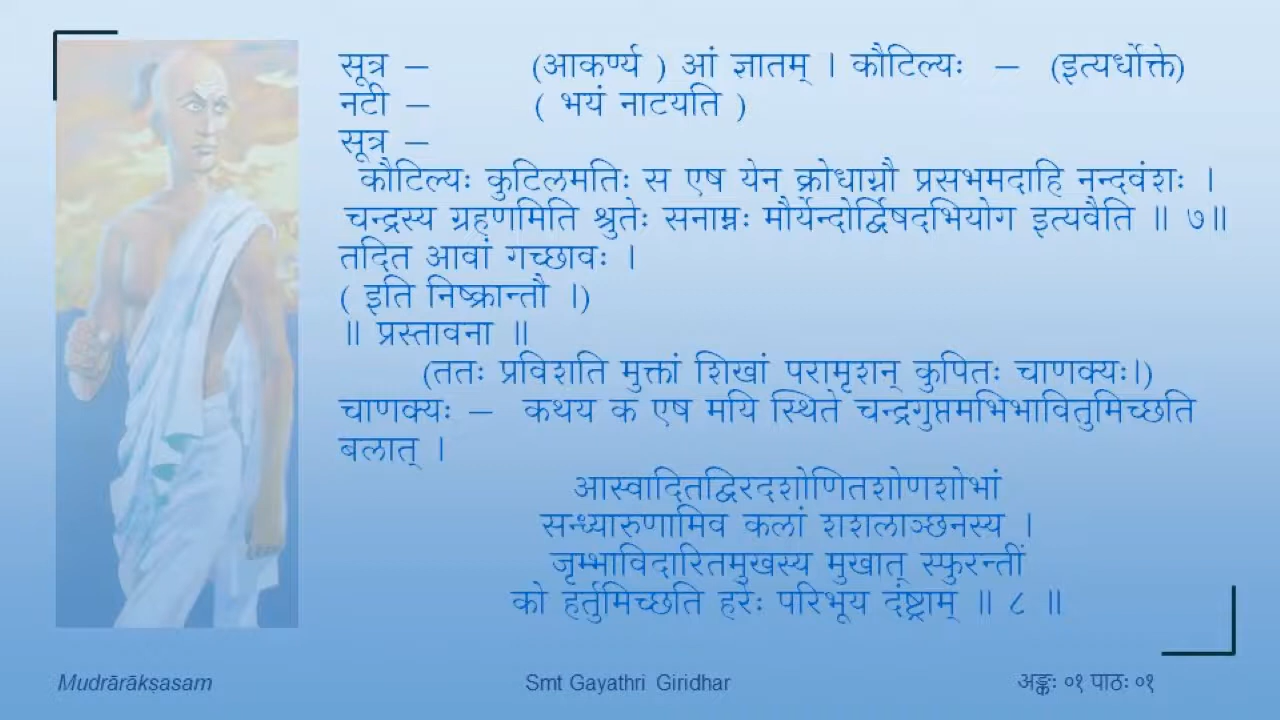 सूत्र – (आकर्ण्य ) आं ज्ञातम् । कौटिल्यः – (इत्यर्धोक्ते)
नटी – ( भयं नाटयति )
सूत्र –
कौटिल्यः कुटिलमतिः स एष येन क्रोधाग्नौ प्रसभमदाहि नन्दवंशः ।
चन्द्रस्य ग्रहणमिति श्रुतेः सनाम्नः मौर्येन्दोर्द्विषदभियोग इत्यवैति ॥ ७॥
तदित आवां गच्छावः ।
( इति निष्क्रान्तौ ।)
॥ प्रस्तावना ॥
(ततः प्रविशति मुक्तां शिखां परामृशन् कुपितः चाणक्यः।)
चाणक्यः – कथय क एष मयि स्थिते चन्द्रगुप्तमभिभावितुमिच्छति
बलात् ।
आस्वादितद्विरदशोणितशोणशोभां
सन्ध्यारुणामिव कलां शशलाञ्छनस्य ।
जृम्भाविदारितमुखस्य मुखात् स्फुरन्तीं
को हर्तुमिच्छति हरेः परिभूय दंष्ट्राम् ॥ ८ ॥
Mudrārākṣasam Smt Gayathri Giridhar अङ्कः ०१ पाठः ०१